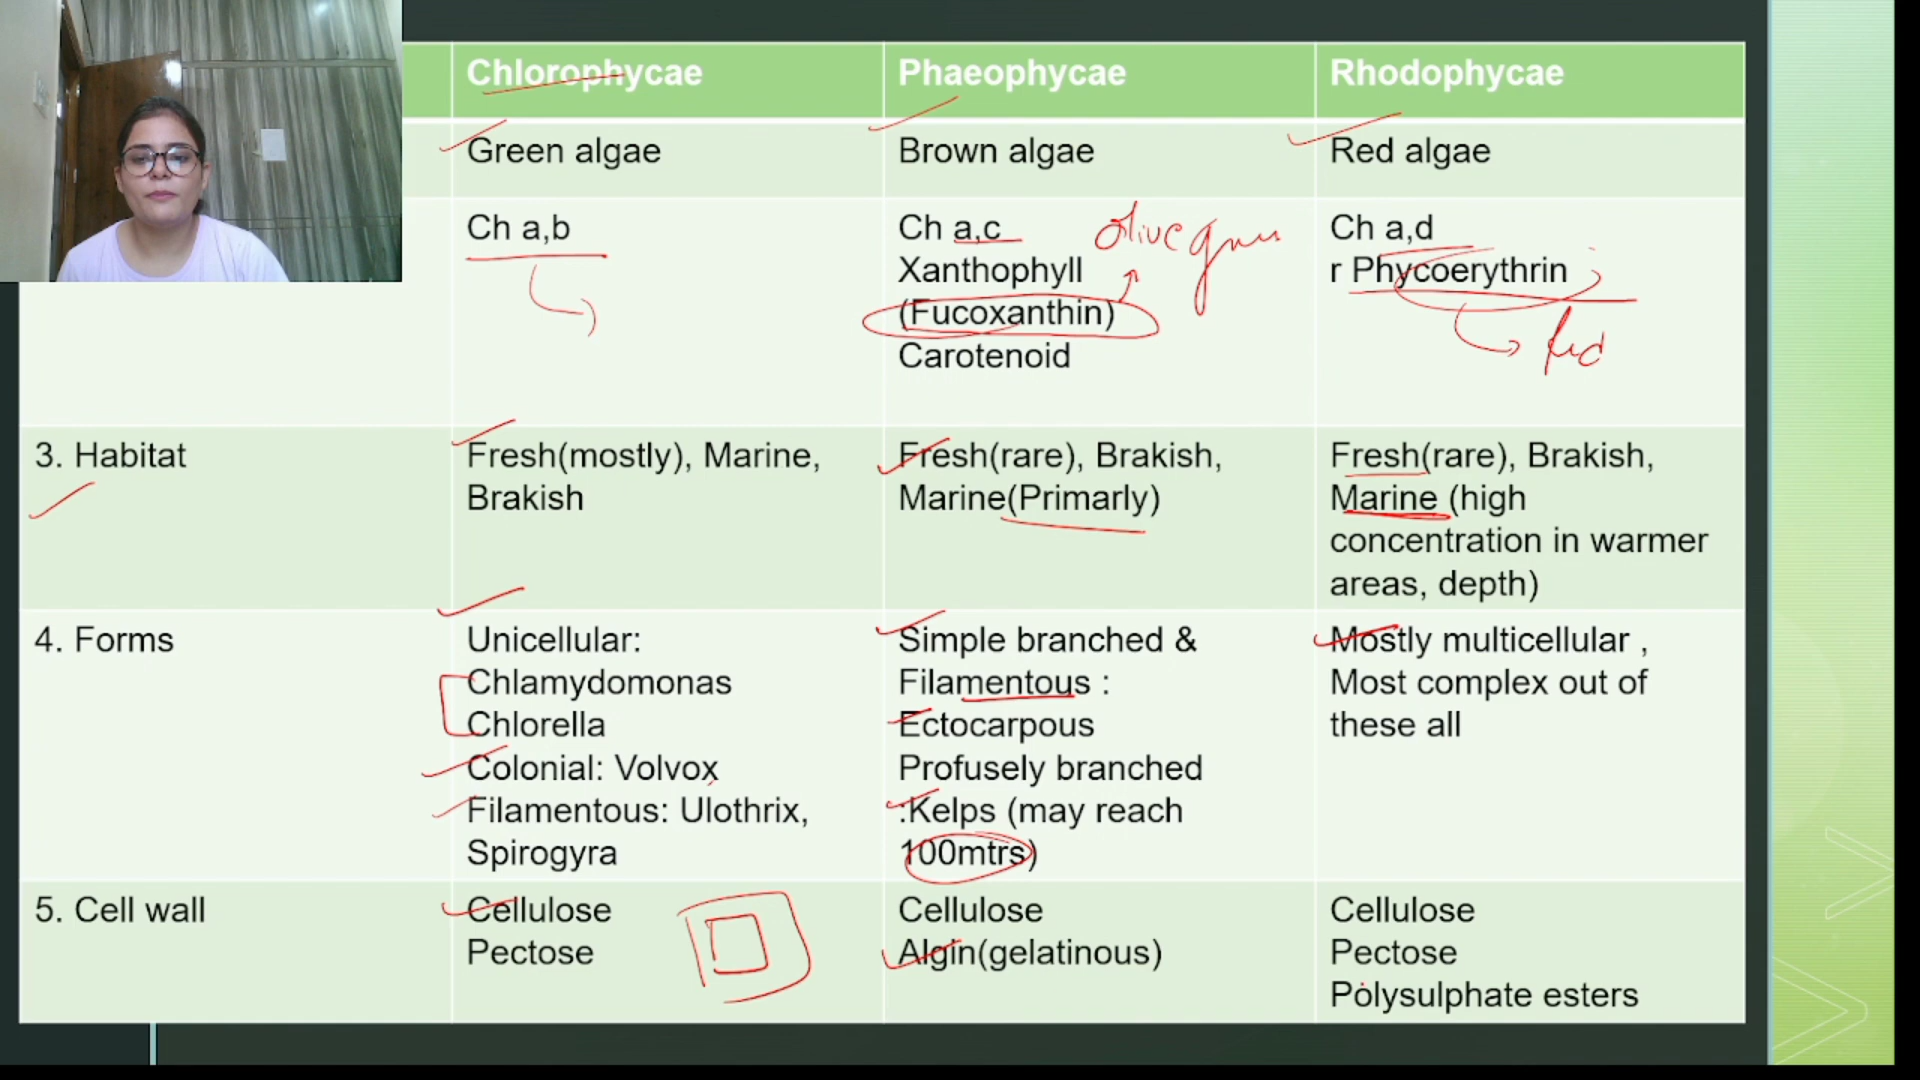 Chlorophycae
Phaeophycae
Rhodophycae
Green algae
Brown algae
Red algae
Ch a,b
Ch a,c
Xanthophyll
(Fucoxanthin)
Carotenoid
olive green
Ch a,d
r Phycoerythrin
Red
3. Habitat
Fresh(mostly), Marine,
Brakish
Fresh(rare), Brakish,
Marine(Primarly)
Fresh(rare), Brakish,
Marine (high
concentration in warmer
areas, depth)
4. Forms
Unicellular:
Chlamydomonas
Chlorella
Colonial: Volvox
Filamentous: Ulothrix,
Spirogyra
Simple branched &
Filamentous :
Ectocarpous
Profusely branched
:Kelps (may reach
100mtrs)
Mostly multicellular ,
Most complex out of
these all
5. Cell wall
Cellulose
Pectose
Cellulose
Algin(gelatinous)
Cellulose
Pectose
Polysulphate esters